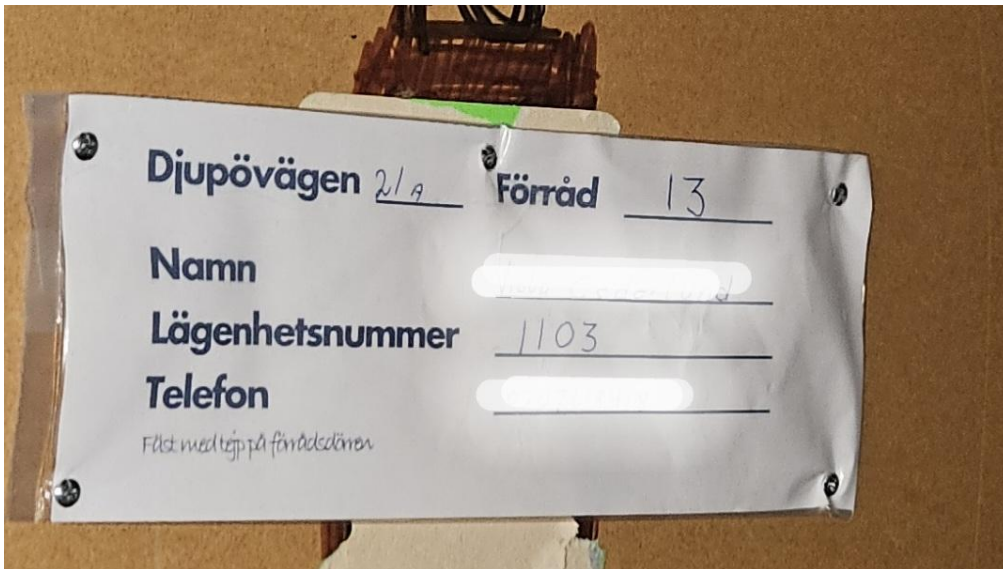 Djupövägen 21A Förråd 13
Namn
Lägenhetsnummer 1103
Telefon
Fäst med tejp på förrådsdörren